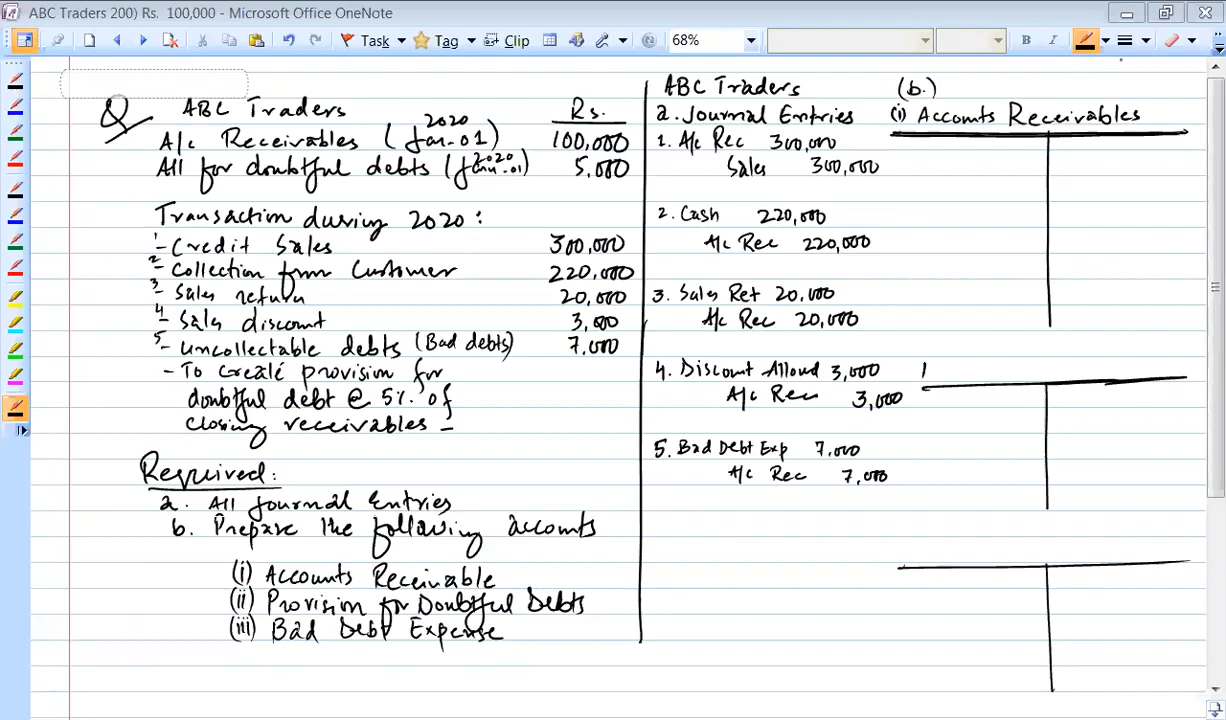 ABC Traders 200) Rs. 100,000 - Microsoft Office OneNote
Task Tag Clip 68% B I
Q ABC Traders Rs.
A/c Receivables (Jan-01) 2020 100,000
All for doubtful debts (Jan-01) 2020 5,000
Transaction during 2020 :
1- Credit Sales 300,000
2- Collection from Customer 220,000
3- Sales return 20,000
4- Sales discount 3,000
5- Uncollectable debts (Bad debts) 7,000
- To create provision for
doubtful debt @ 5% of
closing receivables -
Required:
a. All Journal Entries
b. Prepare the following accounts
(i) Accounts Receivable
(ii) Provision for Doubtful Debts
(iii) Bad Debt Expense
ABC Traders
a. Journal Entries
1. A/c Rec 300,000
Sales 300,000
2. Cash 220,000
A/c Rec 220,000
3. Sales Ret 20,000
A/c Rec 20,000
4. Discount Allowd 3,000
A/c Rec 3,000
5. Bad Debt Exp 7,000
A/c Rec 7,000
(b.)
(i) Accounts Receivables